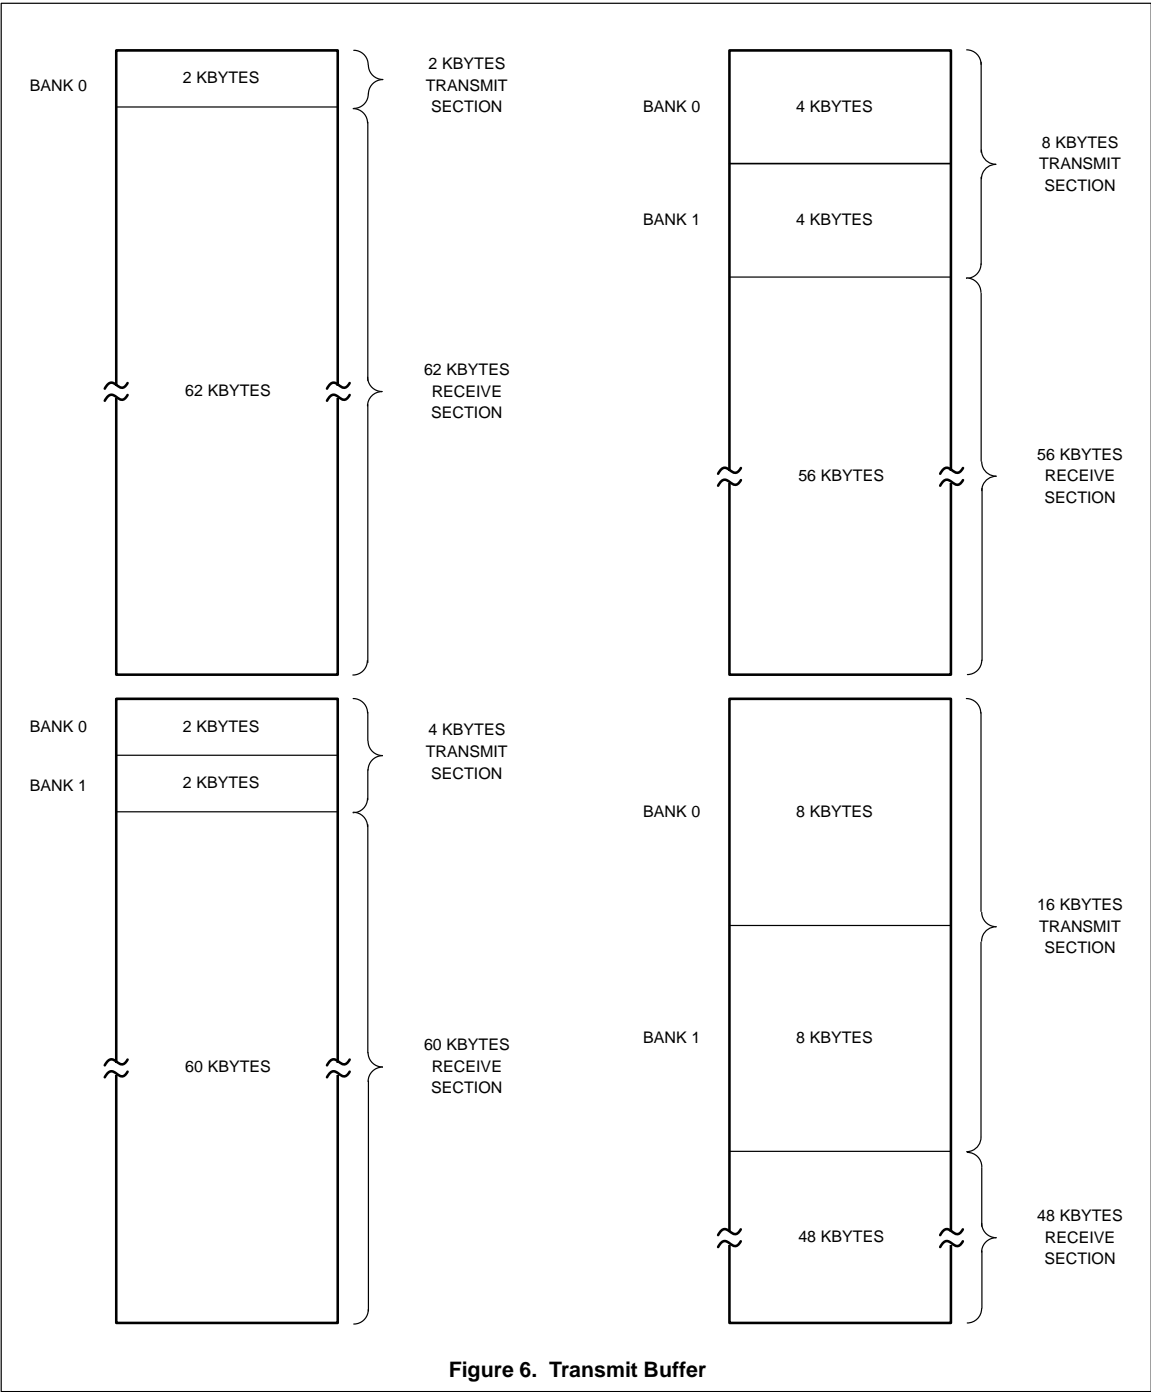 BANK 0
2 KBYTES
2 KBYTES
TRANSMIT
SECTION
62 KBYTES
62 KBYTES
RECEIVE
SECTION
BANK 0
4 KBYTES
BANK 1
4 KBYTES
8 KBYTES
TRANSMIT
SECTION
56 KBYTES
56 KBYTES
RECEIVE
SECTION
BANK 0
2 KBYTES
BANK 1
2 KBYTES
4 KBYTES
TRANSMIT
SECTION
60 KBYTES
60 KBYTES
RECEIVE
SECTION
BANK 0
8 KBYTES
BANK 1
8 KBYTES
16 KBYTES
TRANSMIT
SECTION
48 KBYTES
48 KBYTES
RECEIVE
SECTION
Figure 6. Transmit Buffer